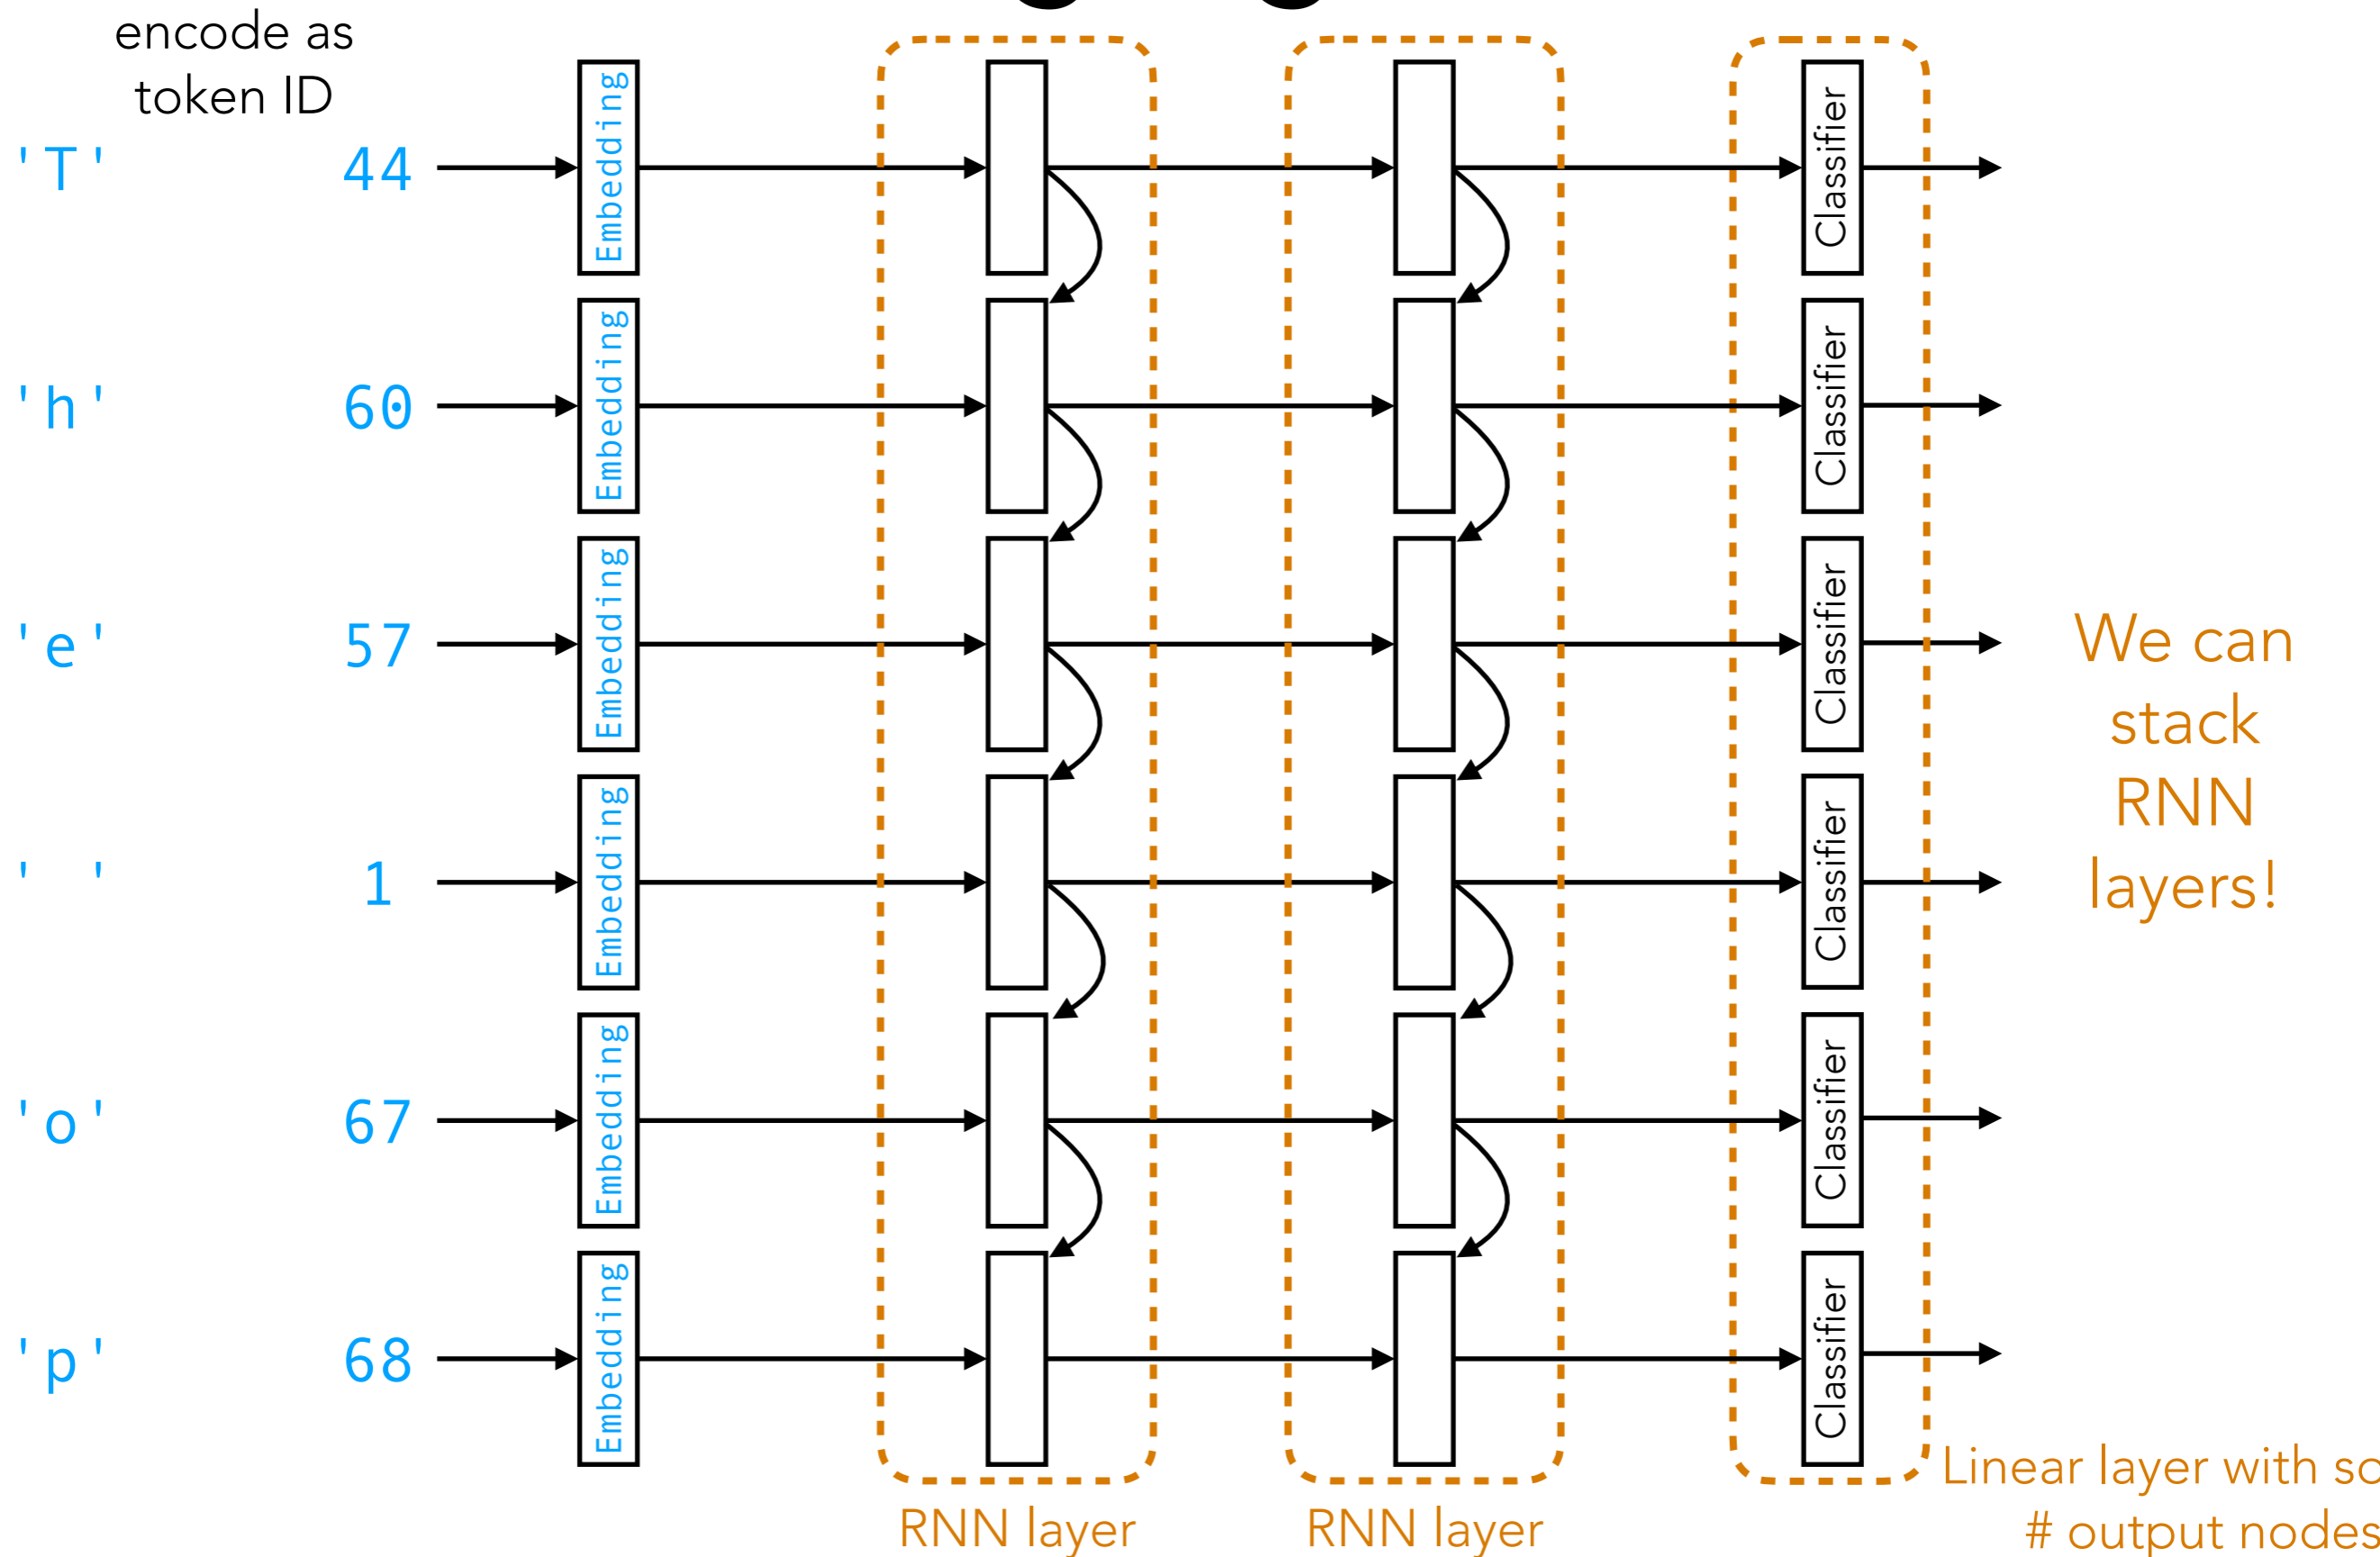 encode as
token ID
'T' 44 Embedding Classifier
'h' 60 Embedding Classifier
'e' 57 Embedding Classifier
' ' 1 Embedding Classifier
'o' 67 Embedding Classifier
'p' 68 Embedding Classifier
We can
stack
RNN
layers!
Linear layer with
# output nodes
RNN layer
RNN layer